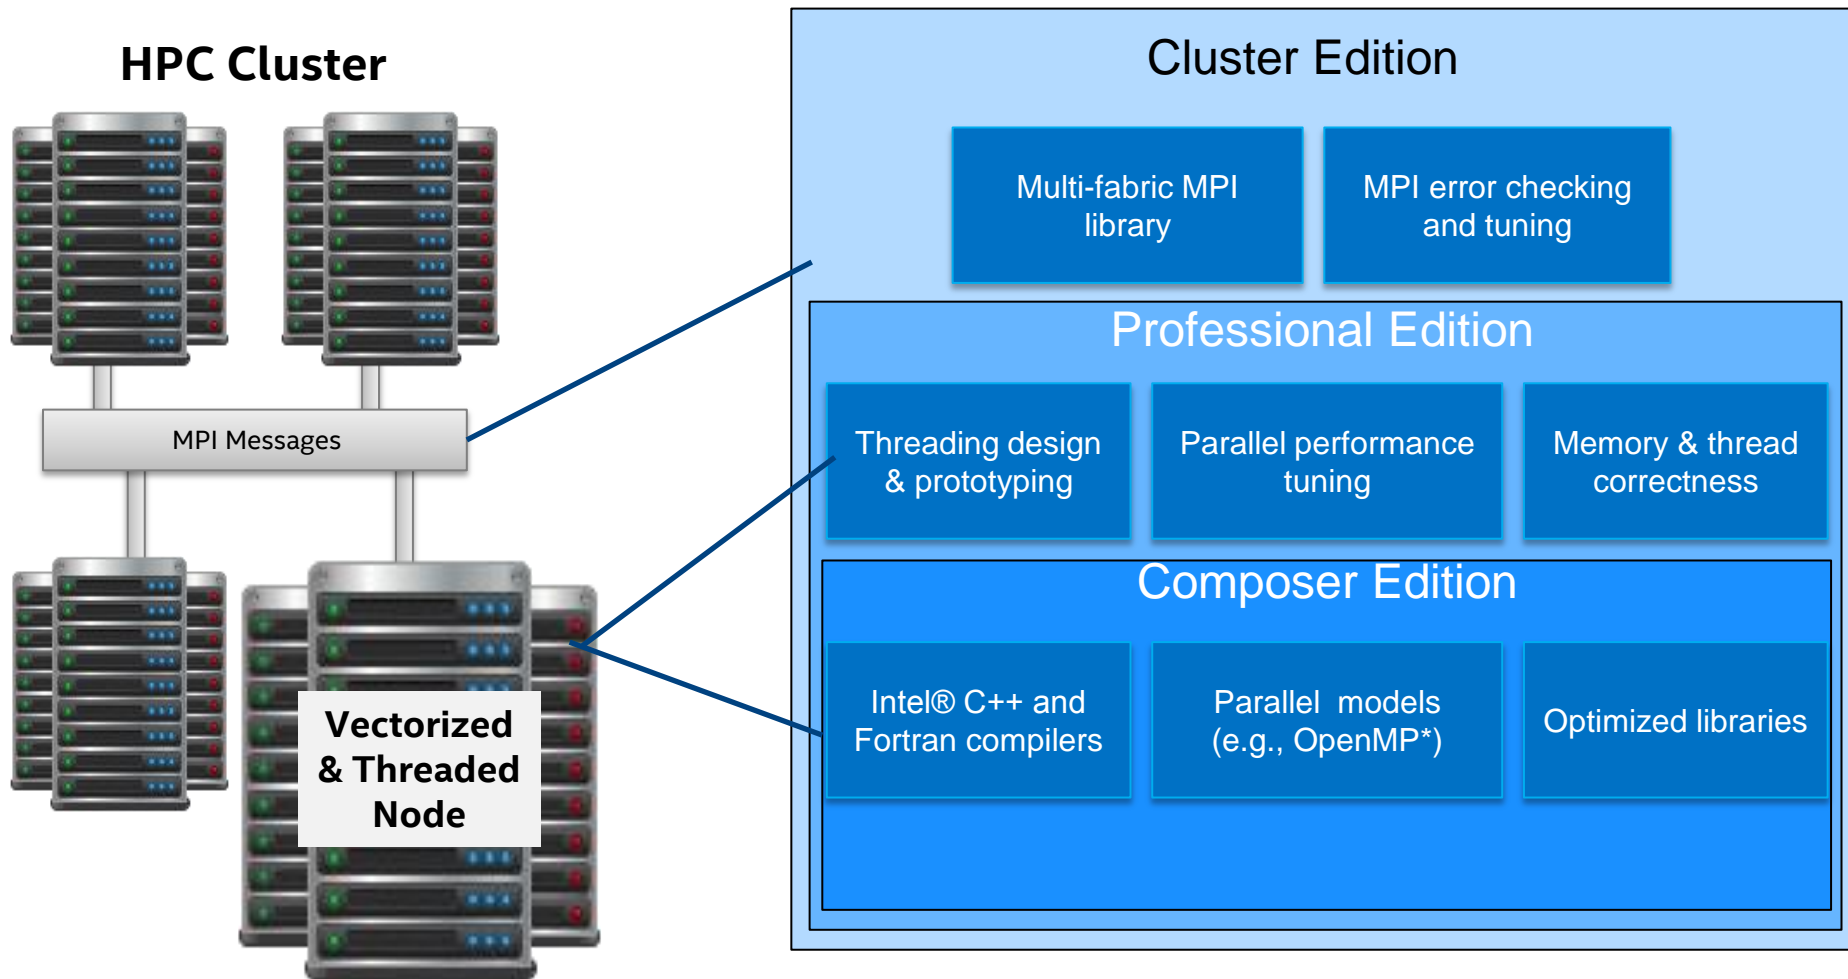 HPC Cluster
MPI Messages
Vectorized
& Threaded
Node
Cluster Edition
Multi-fabric MPI
library
MPI error checking
and tuning
Professional Edition
Threading design
& prototyping
Parallel performance
tuning
Memory & thread
correctness
Composer Edition
Intel® C++ and
Fortran compilers
Parallel models
(e.g., OpenMP*)
Optimized libraries